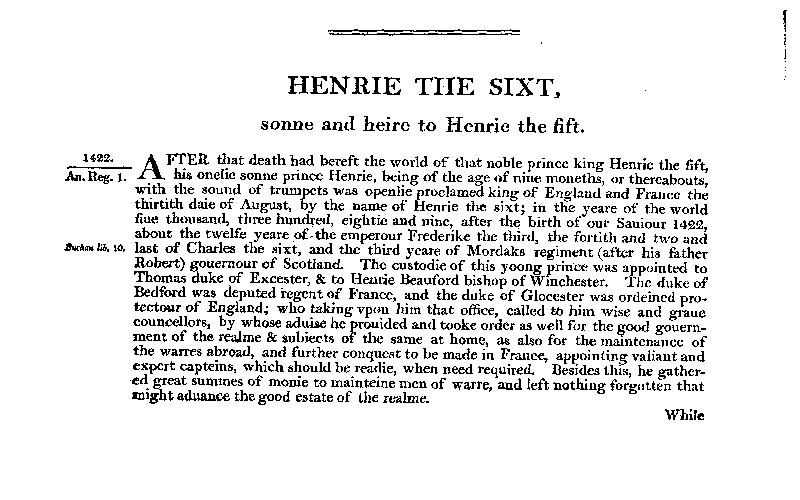 HENRIE THE SIXT,
sonne and heire to Henrie the fift.
1422.
An. Reg. 1.
AFTER that death had bereft the world of that noble prince king Henrie the fift,
his onelie sonne prince Henrie, being of the age of nine moneths, or thereabouts,
with the sound of trumpets was openlie proclamed king of England and France the
thirtith daie of August, by the name of Henrie the sixt; in the yeare of the world
fiue thousand, three hundred, eightie and nine, after the birth of our Sauiour 1422,
about the twelfe yeare of the emperour Frederike the third, the fortith and two and
Buchan. lib. 10.
last of Charles the sixt, and the third yeare of Mordaks regiment (after his father
Robert) gouernour of Scotland. The custodie of this yoong prince was appointed to
Thomas duke of Excester, & to Henrie Beauford bishop of Winchester. The duke of
Bedford was deputed regent of France, and the duke of Glocester was ordeined pro-
tectour of England; who taking vpon him that office, called to him wise and graue
councellors, by whose aduise he prouided and tooke order as well for the good gouern-
ment of the realme & subiects of the same at home, as also for the maintenance of
the warres abroad, and further conquest to be made in France, appointing valiant and
expert capteins, which should be readie, when need required. Besides this, he gather-
ed great summes of monie to mainteine men of warre, and left nothing forgotten that
might aduance the good estate of the realme.
While